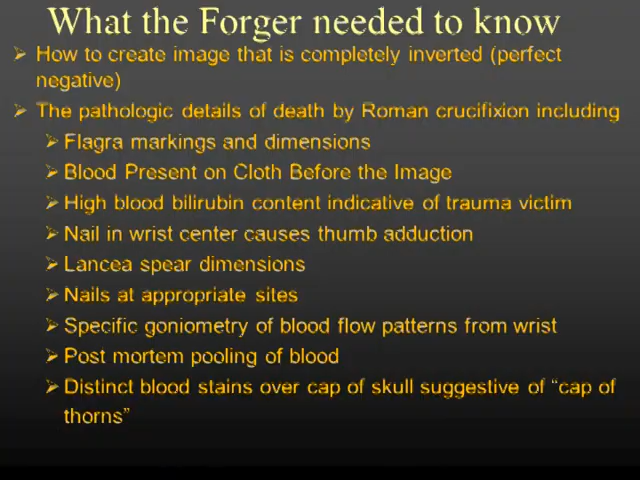 What the Forger needed to know
➢ How to create image that is completely inverted (perfect
negative)
➢ The pathologic details of death by Roman crucifixion including
➢ Flagra markings and dimensions
➢ Blood Present on Cloth Before the Image
➢ High blood bilirubin content indicative of trauma victim
➢ Nail in wrist center causes thumb adduction
➢ Lancea spear dimensions
➢ Nails at appropriate sites
➢ Specific goniometry of blood flow patterns from wrist
➢ Post mortem pooling of blood
➢ Distinct blood stains over cap of skull suggestive of “cap of
thorns”